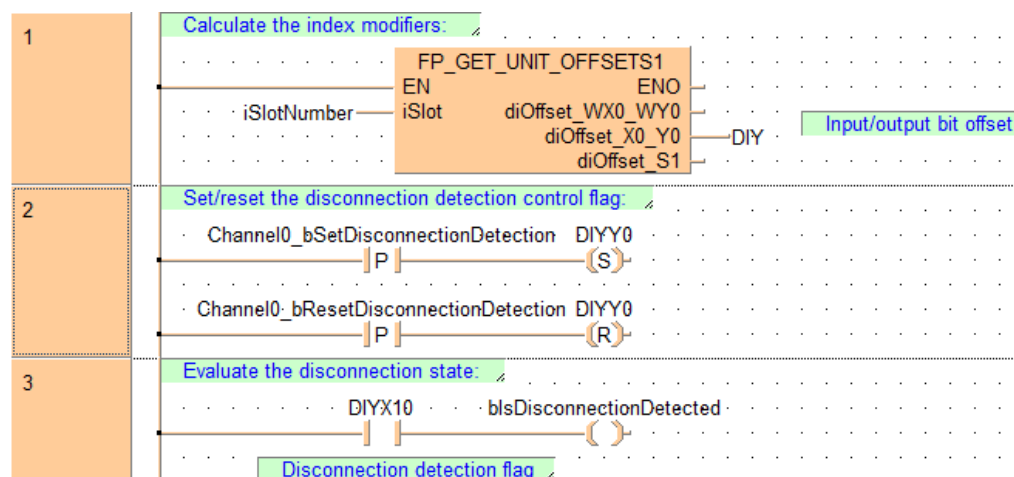 1
Calculate the index modifiers:
FP_GET_UNIT_OFFSETS1
EN ENO
iSlotNumber iSlot diOffset_WX0_WY0
Input/output bit offset
diOffset_X0_Y0 DIY
diOffset_S1
2
Set/reset the disconnection detection control flag:
Channel0_bSetDisconnectionDetection DIYY0
P (S)
Channel0_bResetDisconnectionDetection DIYY0
P (R)
3
Evaluate the disconnection state:
DIYX10 bIsDisconnectionDetected
Disconnection detection flag